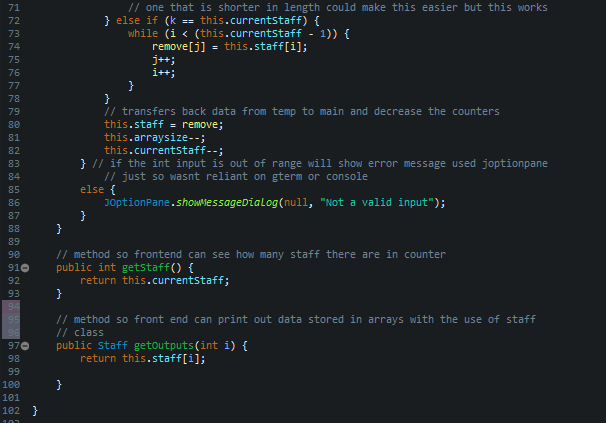 71 // one that is shorter in length could make this easier but this works
72 } else if (k == this.currentStaff) {
73 while (i < (this.currentStaff - 1)) {
74 remove[j] = this.staff[i];
75 j++;
76 i++;
77 }
78 }
79 // transfers back data from temp to main and decrease the counters
80 this.staff = remove;
81 this.arraysize--;
82 this.currentStaff--;
83 } // if the int input is out of range will show error message used joptionpane
84 // just so wasnt reliant on gterm or console
85 else {
86 JOptionPane.showMessageDialog(null, "Not a valid input");
87 }
88 }
89
90 // method so frontend can see how many staff there are in counter
91 public int getStaff() {
92 return this.currentStaff;
93 }
94
95 // method so front end can print out data stored in arrays with the use of staff
96 // class
97 public Staff getOutputs(int i) {
98 return this.staff[i];
99
100 }
101
102 }
103